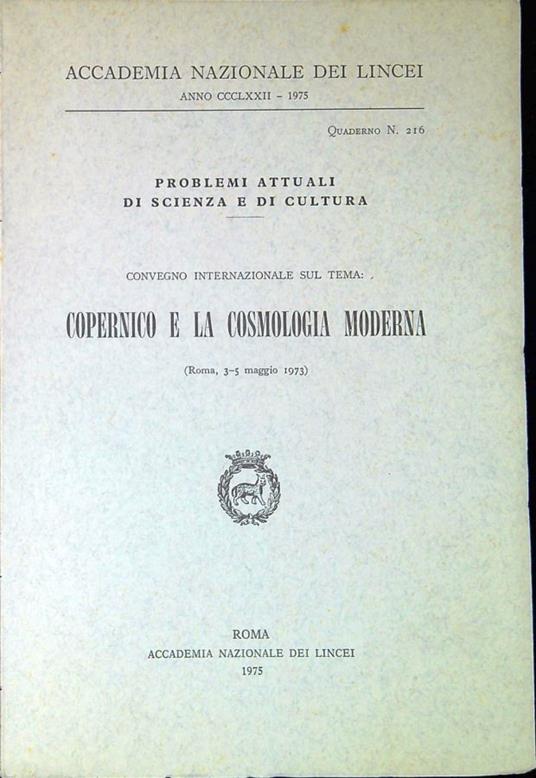 ACCADEMIA NAZIONALE DEI LINCEI
ANNO CCCLXXII – 1975
QUADERNO N. 216
PROBLEMI ATTUALI
DI SCIENZA E DI CULTURA
CONVEGNO INTERNAZIONALE SUL TEMA:
COPERNICO E LA COSMOLOGIA MODERNA
(Roma, 3–5 maggio 1973)
ROMA
ACCADEMIA NAZIONALE DEI LINCEI
1975